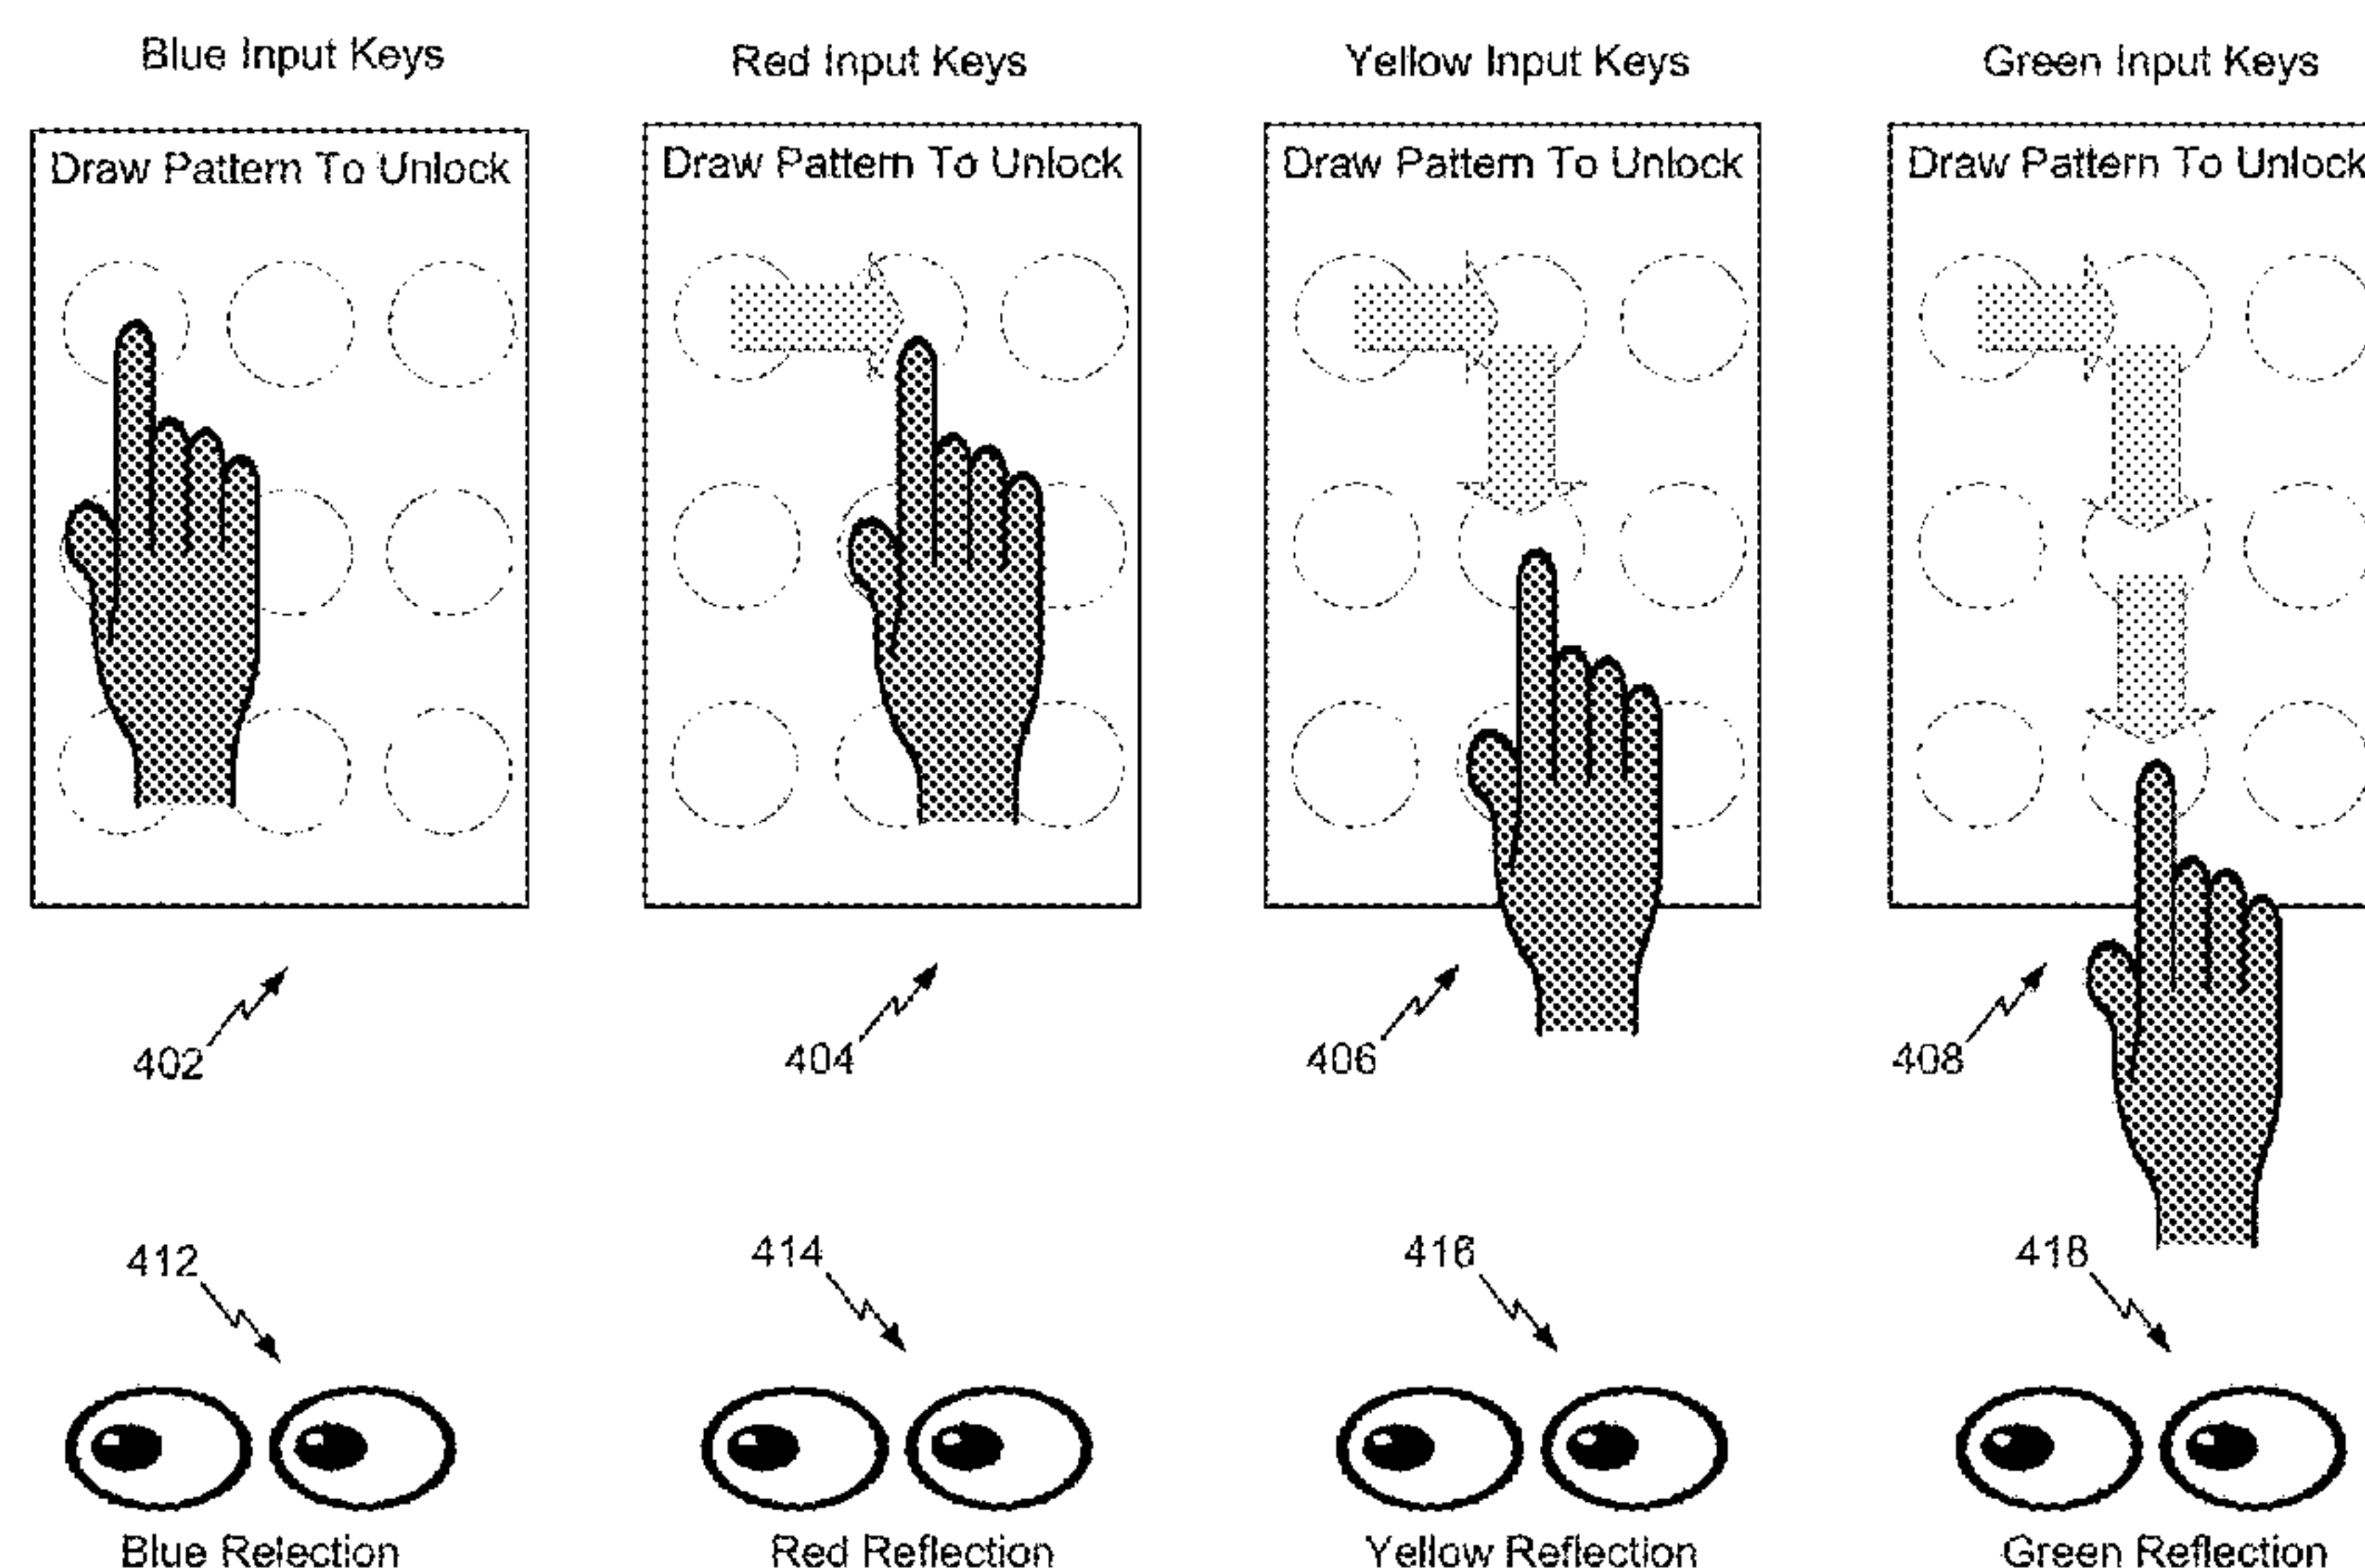 Blue Input Keys
Red Input Keys
Yellow Input Keys
Green Input Keys
Draw Pattern To Unlock
Draw Pattern To Unlock
Draw Pattern To Unlock
Draw Pattern To Unlock
402
404
406
408
412
414
416
418
Blue Relection
Red Reflection
Yellow Reflection
Green Reflection